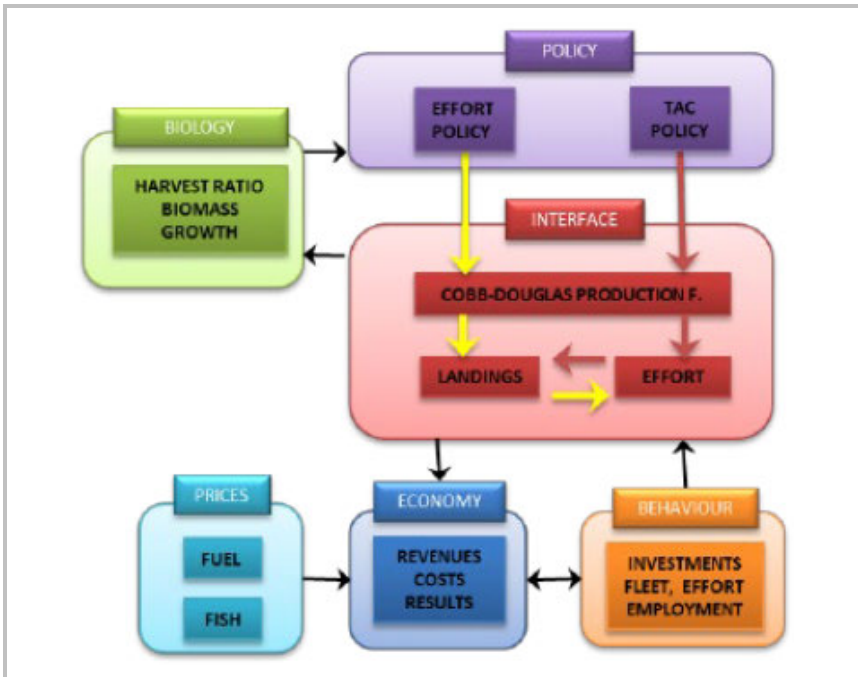 POLICY
EFFORT
POLICY
TAC
POLICY
BIOLOGY
HARVEST RATIO
BIOMASS
GROWTH
INTERFACE
COBB-DOUGLAS PRODUCTION F.
LANDINGS
EFFORT
PRICES
FUEL
FISH
ECONOMY
REVENUES
COSTS
RESULTS
BEHAVIOUR
INVESTMENTS
FLEET, EFFORT
EMPLOYMENT